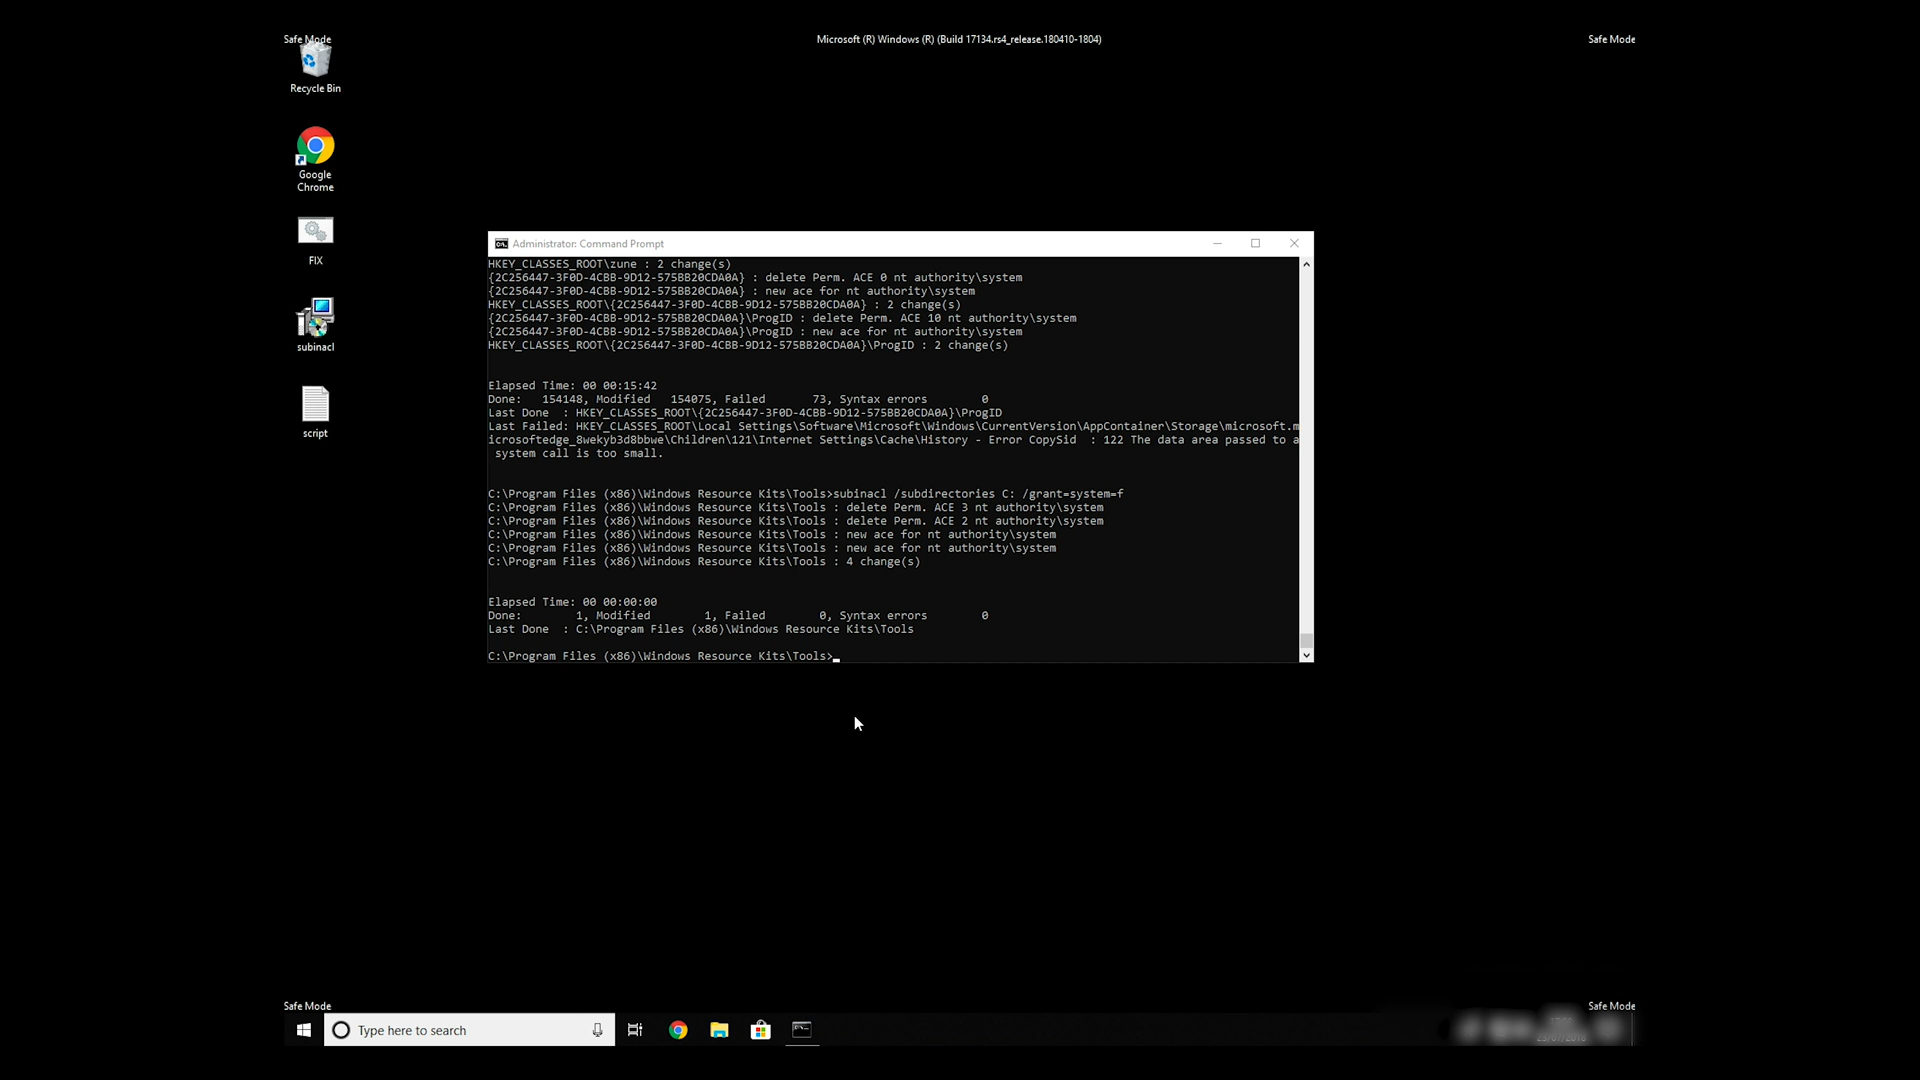 Safe Mode
Microsoft (R) Windows (R) (Build 17134.rs4_release.180410-1804)
Safe Mode
Recycle Bin
Google
Chrome
FIX
subinacl
script
Administrator: Command Prompt
HKEY_CLASSES_ROOT\zune : 2 change(s)
{2C256447-3F0D-4CBB-9D12-575BB20CDA0A} : delete Perm. ACE 0 nt authority\system
{2C256447-3F0D-4CBB-9D12-575BB20CDA0A} : new ace for nt authority\system
HKEY_CLASSES_ROOT\{2C256447-3F0D-4CBB-9D12-575BB20CDA0A} : 2 change(s)
{2C256447-3F0D-4CBB-9D12-575BB20CDA0A}\ProgID : delete Perm. ACE 10 nt authority\system
{2C256447-3F0D-4CBB-9D12-575BB20CDA0A}\ProgID : new ace for nt authority\system
HKEY_CLASSES_ROOT\{2C256447-3F0D-4CBB-9D12-575BB20CDA0A}\ProgID : 2 change(s)
Elapsed Time: 00 00:15:42
Done:   154148, Modified   154075, Failed       73, Syntax errors        0
Last Done  : HKEY_CLASSES_ROOT\{2C256447-3F0D-4CBB-9D12-575BB20CDA0A}\ProgID
Last Failed: HKEY_CLASSES_ROOT\Local Settings\Software\Microsoft\Windows\CurrentVersion\AppContainer\Storage\microsoft.m
icrosoftedge_8wekyb3d8bbwe\Children\121\Internet Settings\Cache\History - Error CopySid  : 122 The data area passed to a
system call is too small.
C:\Program Files (x86)\Windows Resource Kits\Tools>subinacl /subdirectories C: /grant=system=f
C:\Program Files (x86)\Windows Resource Kits\Tools : delete Perm. ACE 3 nt authority\system
C:\Program Files (x86)\Windows Resource Kits\Tools : delete Perm. ACE 2 nt authority\system
C:\Program Files (x86)\Windows Resource Kits\Tools : new ace for nt authority\system
C:\Program Files (x86)\Windows Resource Kits\Tools : new ace for nt authority\system
C:\Program Files (x86)\Windows Resource Kits\Tools : 4 change(s)
Elapsed Time: 00 00:00:00
Done:        1, Modified        1, Failed        0, Syntax errors        0
Last Done  : C:\Program Files (x86)\Windows Resource Kits\Tools
C:\Program Files (x86)\Windows Resource Kits\Tools>_
Safe Mode
Safe Mode
Type here to search